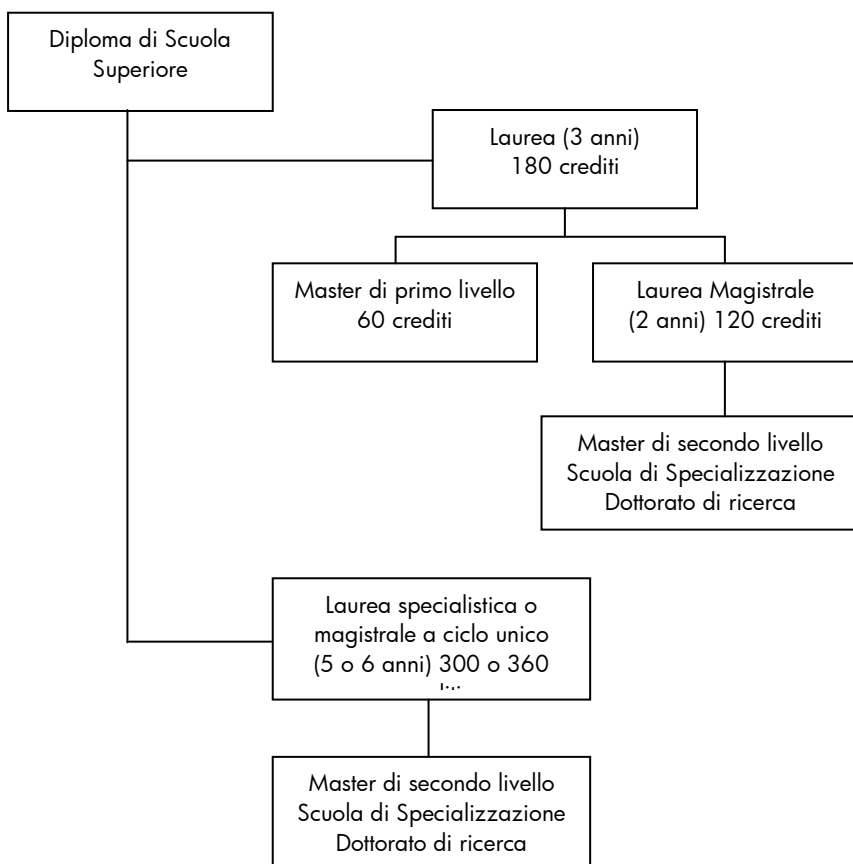 Diploma di Scuola
Superiore
Laurea (3 anni)
180 crediti
Master di primo livello
60 crediti
Laurea Magistrale
(2 anni) 120 crediti
Master di secondo livello
Scuola di Specializzazione
Dottorato di ricerca
Laurea specialistica o
magistrale a ciclo unico
(5 o 6 anni) 300 o 360
Master di secondo livello
Scuola di Specializzazione
Dottorato di ricerca